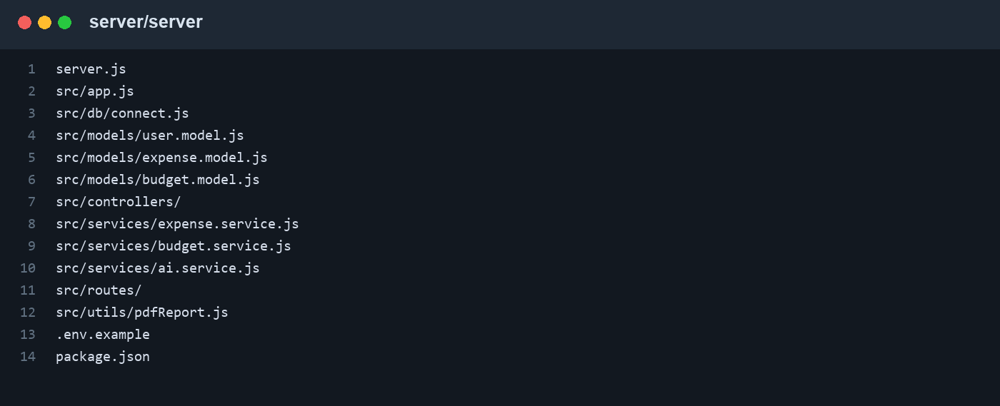 server/server
1 server.js
2 src/app.js
3 src/db/connect.js
4 src/models/user.model.js
5 src/models/expense.model.js
6 src/models/budget.model.js
7 src/controllers/
8 src/services/expense.service.js
9 src/services/budget.service.js
10 src/services/ai.service.js
11 src/routes/
12 src/utils/pdfReport.js
13 .env.example
14 package.json